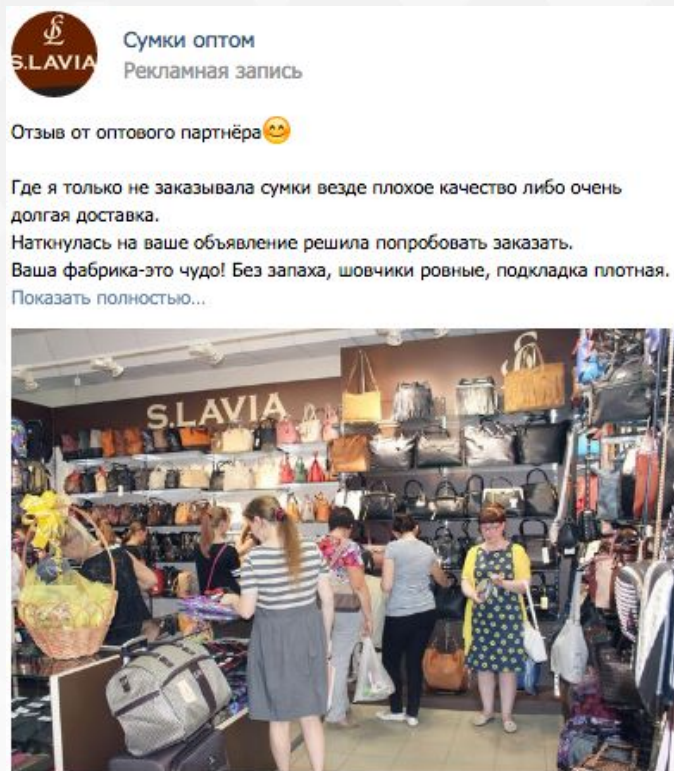 S.LAVIA
Сумки оптом
Рекламная запись
Отзыв от оптового партнёра😊
Где я только не заказывала сумки везде плохое качество либо очень
долгая доставка.
Наткнулась на ваше объявление решила попробовать заказать.
Ваша фабрика-это чудо! Без запаха, шовчики ровные, подкладка плотная.
Показать полностью...
S.LAVIA